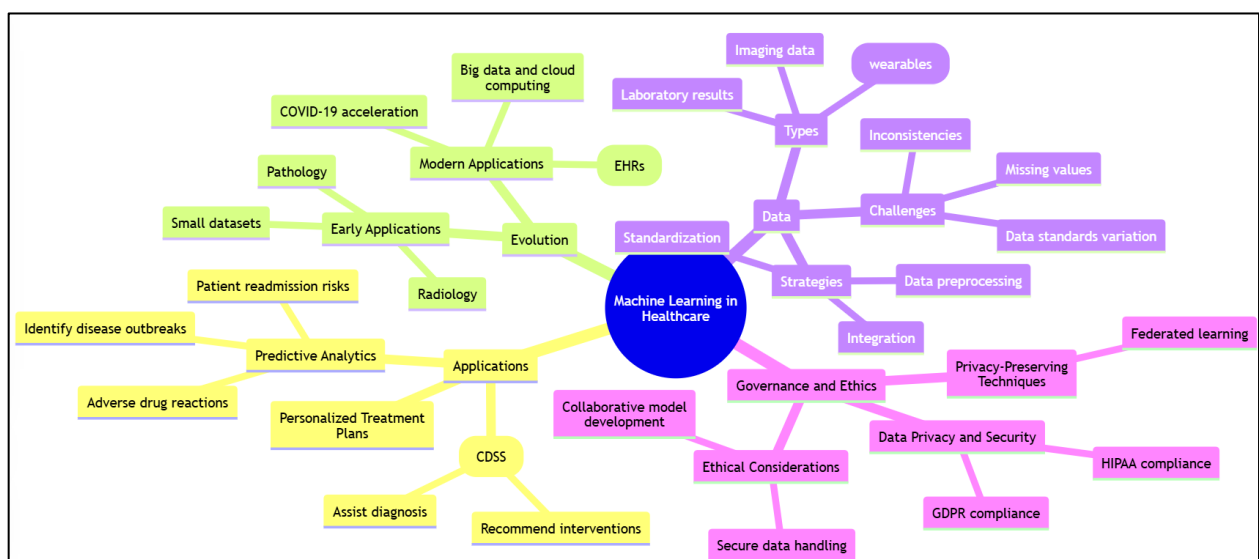 Machine Learning in
Healthcare
Evolution
Modern Applications
Big data and cloud
computing
COVID-19 acceleration
EHRs
Early Applications
Pathology
Small datasets
Radiology
Applications
Predictive Analytics
Patient readmission risks
Identify disease outbreaks
Adverse drug reactions
Personalized Treatment
Plans
CDSS
Assist diagnosis
Recommend interventions
Data
Types
Imaging data
wearables
Laboratory results
Challenges
Inconsistencies
Missing values
Data standards variation
Strategies
Standardization
Data preprocessing
Integration
Governance and Ethics
Privacy-Preserving
Techniques
Federated learning
Data Privacy and Security
HIPAA compliance
GDPR compliance
Ethical Considerations
Collaborative model
development
Secure data handling